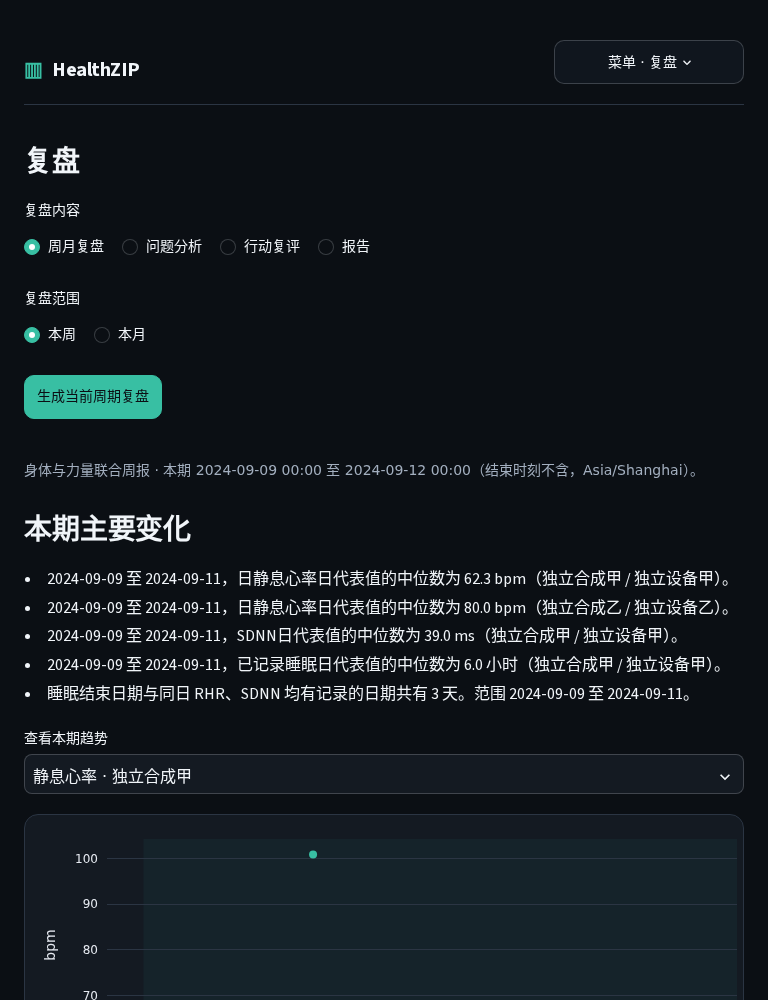 HealthZIP
菜单 · 复盘
复盘
复盘内容
周月复盘 问题分析 行动复评 报告
复盘范围
本周 本月
生成当前周期复盘
身体与力量联合周报 · 本期 2024-09-09 00:00 至 2024-09-12 00:00（结束时刻不含，Asia/Shanghai）。
本期主要变化
• 2024-09-09 至 2024-09-11，日静息心率日代表值的中位数为 62.3 bpm（独立合成甲 / 独立设备甲）。
• 2024-09-09 至 2024-09-11，日静息心率日代表值的中位数为 80.0 bpm（独立合成乙 / 独立设备乙）。
• 2024-09-09 至 2024-09-11，SDNN日代表值的中位数为 39.0 ms（独立合成甲 / 独立设备甲）。
• 2024-09-09 至 2024-09-11，已记录睡眠日代表值的中位数为 6.0 小时（独立合成甲 / 独立设备甲）。
• 睡眠结束日期与同日 RHR、SDNN 均有记录的日期共有 3 天。范围 2024-09-09 至 2024-09-11。
查看本期趋势
静息心率 · 独立合成甲
100
90
bpm
80
70